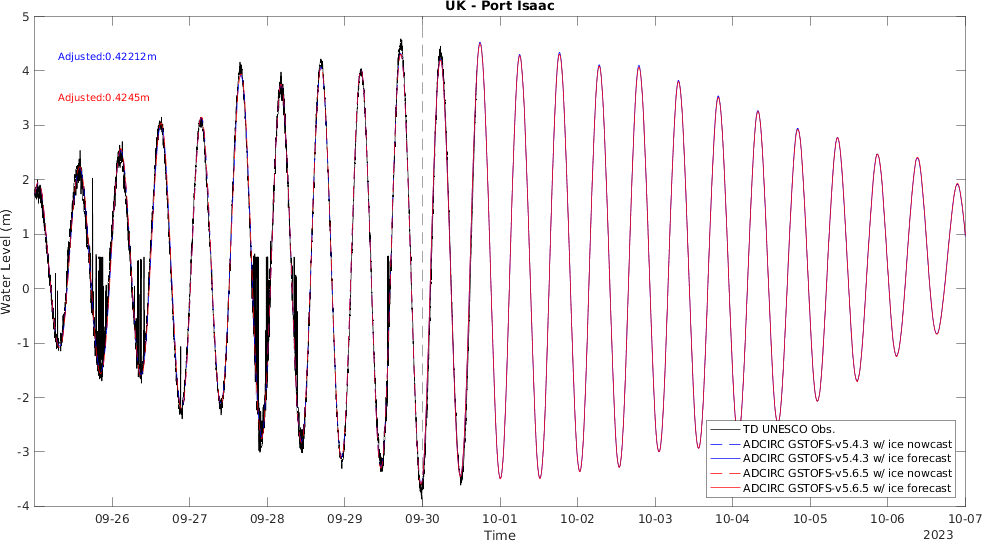 UK - Port Isaac
Adjusted:0.42212m
Adjusted:0.4245m
Water Level (m)
5
4
3
2
1
0
-1
-2
-3
-4
TD UNESCO Obs.
ADCIRC GSTOFS-v5.4.3 w/ ice nowcast
ADCIRC GSTOFS-v5.4.3 w/ ice forecast
ADCIRC GSTOFS-v5.6.5 w/ ice nowcast
ADCIRC GSTOFS-v5.6.5 w/ ice forecast
09-26 09-27 09-28 09-29 09-30 10-01 10-02 10-03 10-04 10-05 10-06 10-07
Time
2023